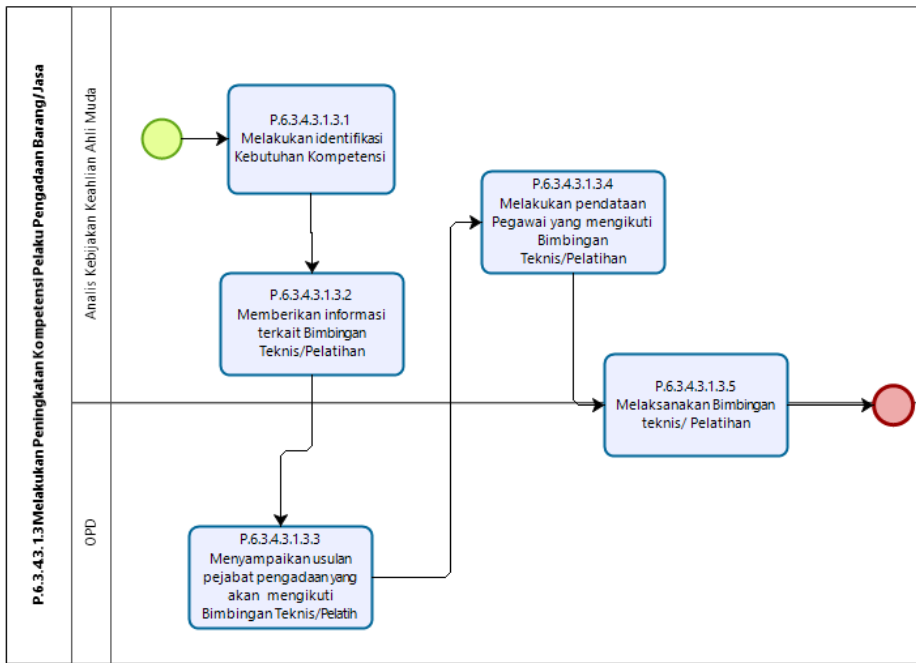 P.6.3.4.3.1.3 Melakukan Peningkatan Kompetensi Pelaku Pengadaan Barang/Jasa
Analis Kebijakan Keahlian Ahli Muda
P.6.3.4.3.1.3.1
Melakukan identifikasi
Kebutuhan Kompetensi
P.6.3.4.3.1.3.2
Memberikan informasi
terkait Bimbingan
Teknis/Pelatihan
OPD
P.6.3.4.3.1.3.3
Menyampaikan usulan
pejabat pengadaan yang
akan mengikuti
Bimbingan Teknis/Pelatih
P.6.3.4.3.1.3.4
Melakukan pendataan
Pegawai yang mengikuti
Bimbingan
Teknis/Pelatihan
P.6.3.4.3.1.3.5
Melaksanakan Bimbingan
teknis/ Pelatihan